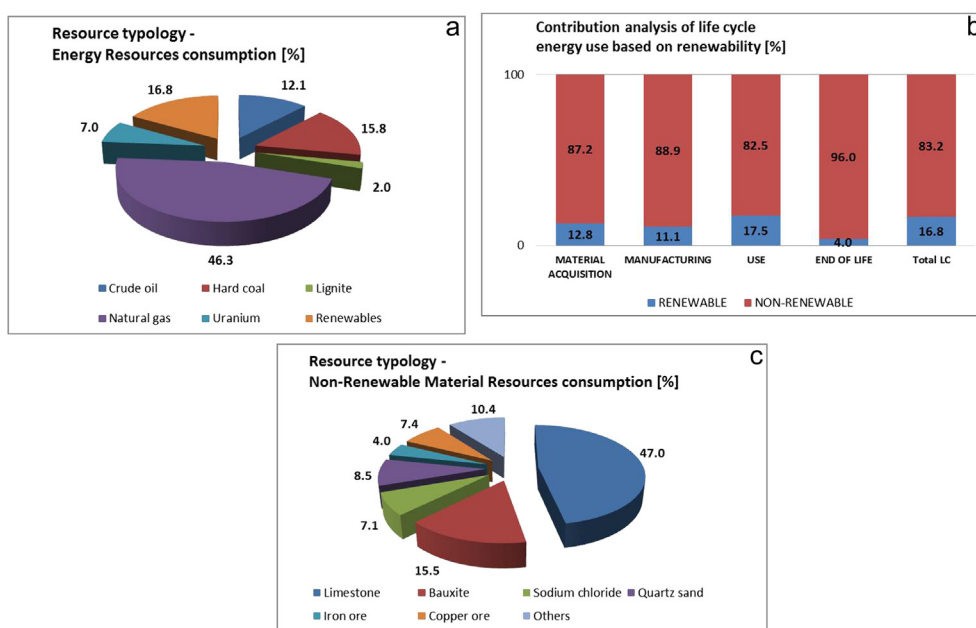 a
Resource typology -
Energy Resources consumption [%]
16.8
12.1
7.0
15.8
2.0
46.3
Crude oil Hard coal Lignite
Natural gas Uranium Renewables
b
Contribution analysis of life cycle
energy use based on renewability [%]
100
87.2 88.9 82.5 96.0 83.2
12.8 11.1 17.5 4.0 16.8
0
MATERIAL ACQUISITION MANUFACTURING USE END OF LIFE Total LC
RENEWABLE NON-RENEWABLE
c
Resource typology -
Non-Renewable Material Resources consumption [%]
10.4
7.4
4.0
47.0
8.5
7.1
15.5
Limestone Bauxite Sodium chloride Quartz sand
Iron ore Copper ore Others